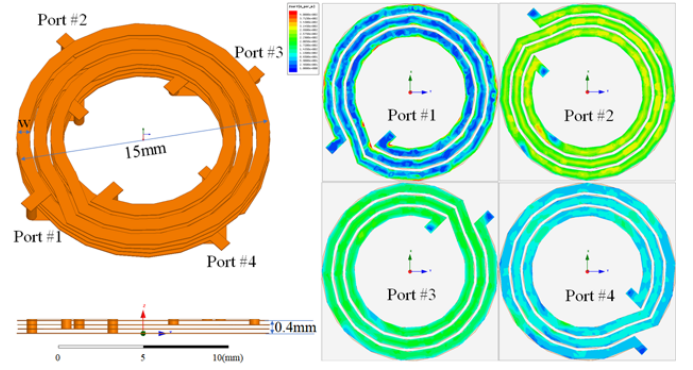 Port #2
Port #3
w
15mm
Port #1
Port #4
0.4mm
0
5
10(mm)
Port #1
Port #2
Port #3
Port #4